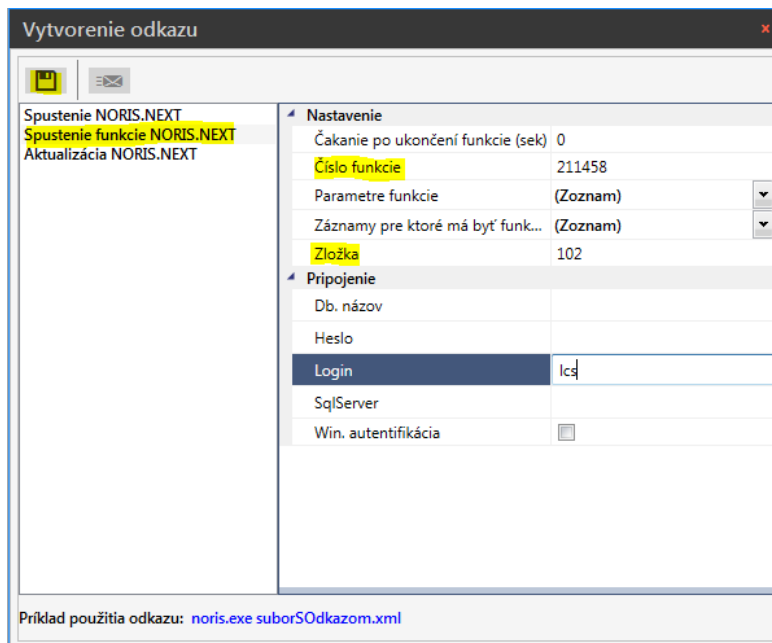 Vytvorenie odkazu
Spustenie NORIS.NEXT
Spustenie funkcie NORIS.NEXT
Aktualizácia NORIS.NEXT
Nastavenie
Čakanie po ukončení funkcie (sek) 0
Číslo funkcie 211458
Parametre funkcie (Zoznam)
Záznamy pre ktoré má byť funk... (Zoznam)
Zložka 102
Pripojenie
Db. názov
Heslo
Login lcs
SqlServer
Win. autentifikácia
Príklad použitia odkazu: noris.exe suborSOdkazom.xml